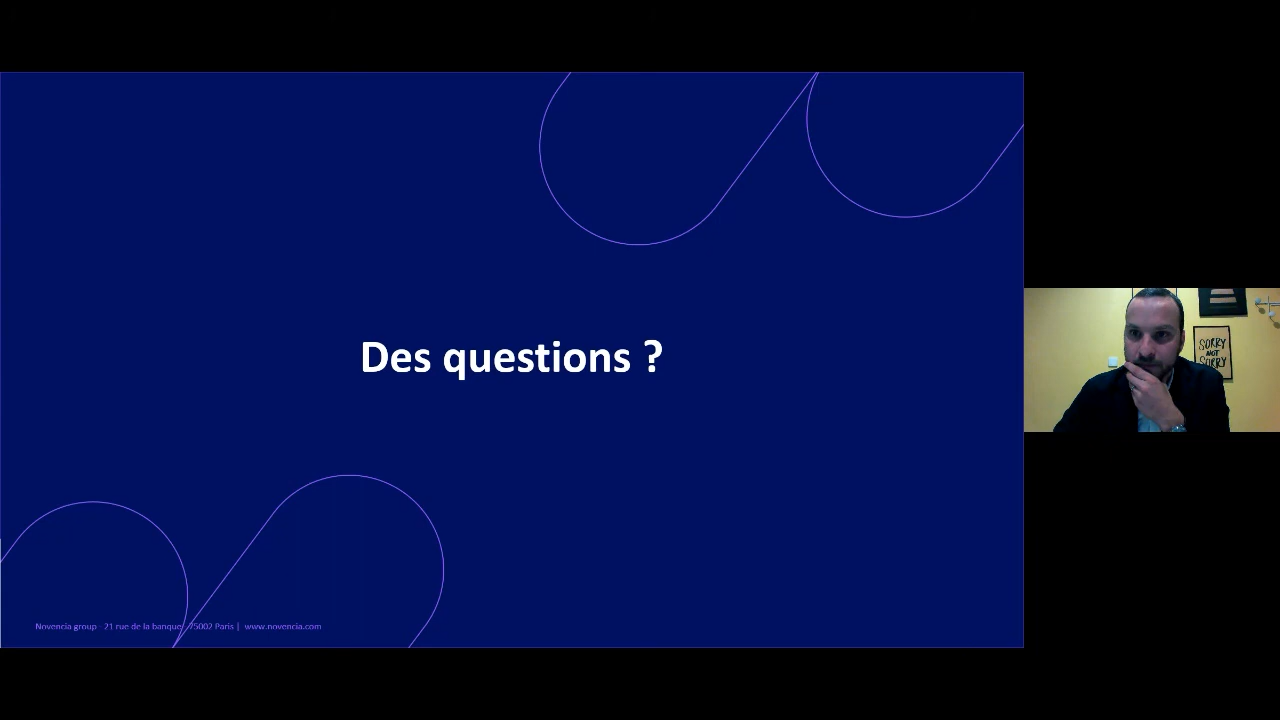 Des questions ?
SORRY
NOT
SORRY
Novencia group - 21 rue de la banque - 75002 Paris | www.novencia.com